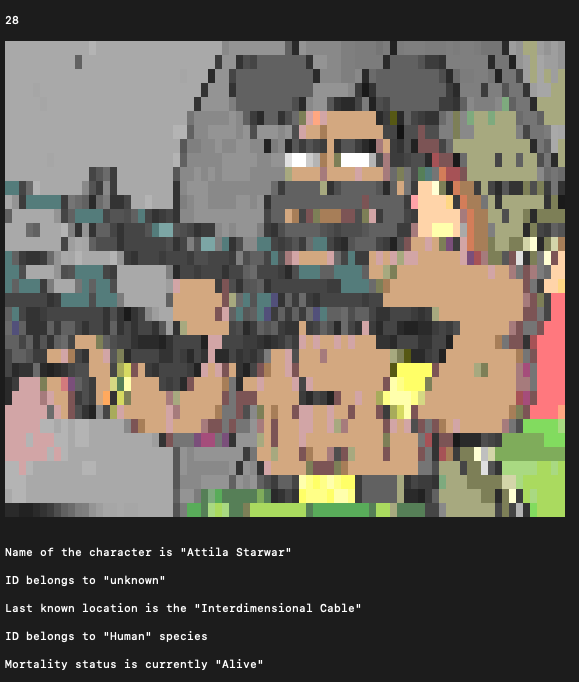 28
Name of the character is "Attila Starwar"
ID belongs to "unknown"
Last known location is the "Interdimensional Cable"
ID belongs to "Human" species
Mortality status is currently "Alive"